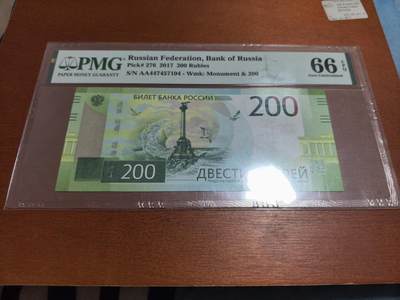 PMG
PAPER MONEY GUARANTY
Russian Federation, Bank of Russia
Pick# 276 2017 200 Rubles
S/N AA447457104 - Wmk: Monument & 200
66 EPQ
Gem Uncirculated
БИЛЕТ БАНКА РОССИИ
200
200
ДВЕСТИ РУБЛЕЙ